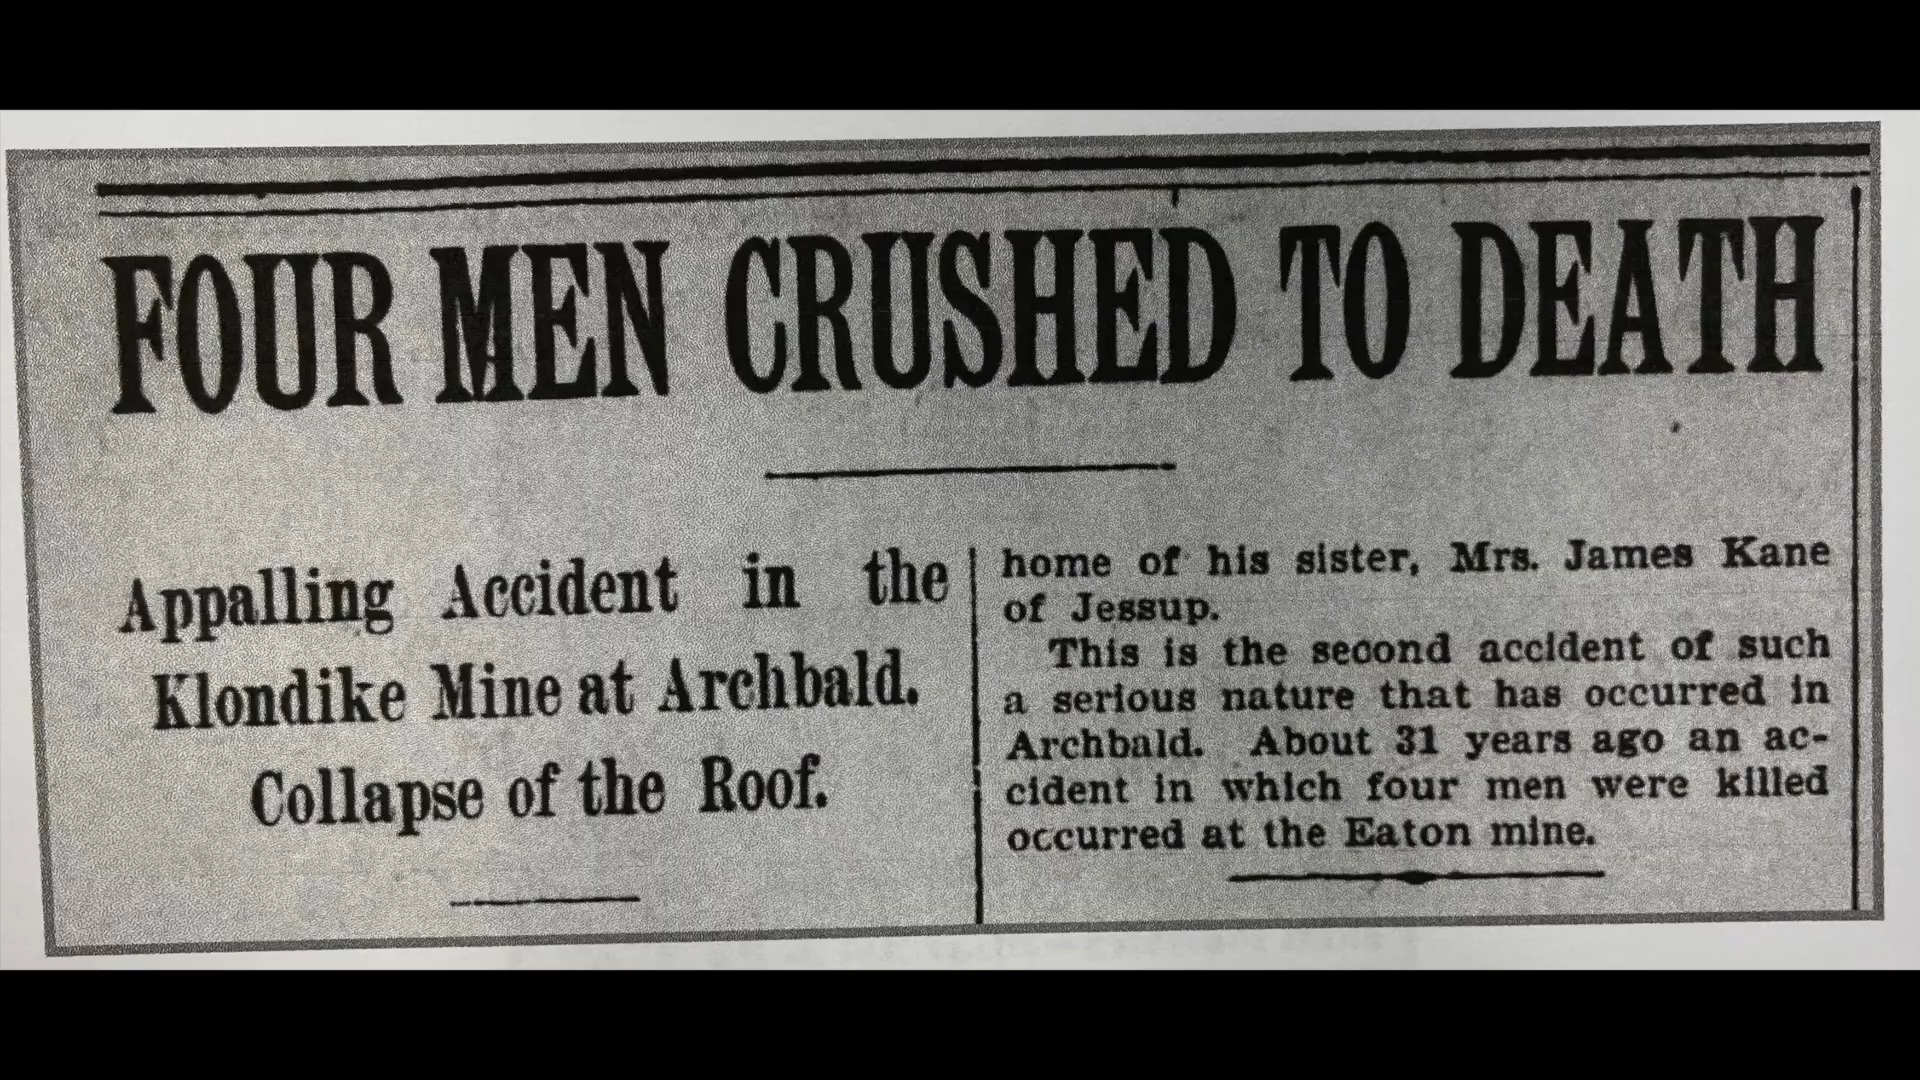 FOUR MEN CRUSHED TO DEATH
Appalling Accident in the
Klondike Mine at Archbald.
Collapse of the Roof.
home of his sister, Mrs. James Kane
of Jessup.
This is the second accident of such
a serious nature that has occurred in
Archbald. About 31 years ago an ac-
cident in which four men were killed
occurred at the Eaton mine.